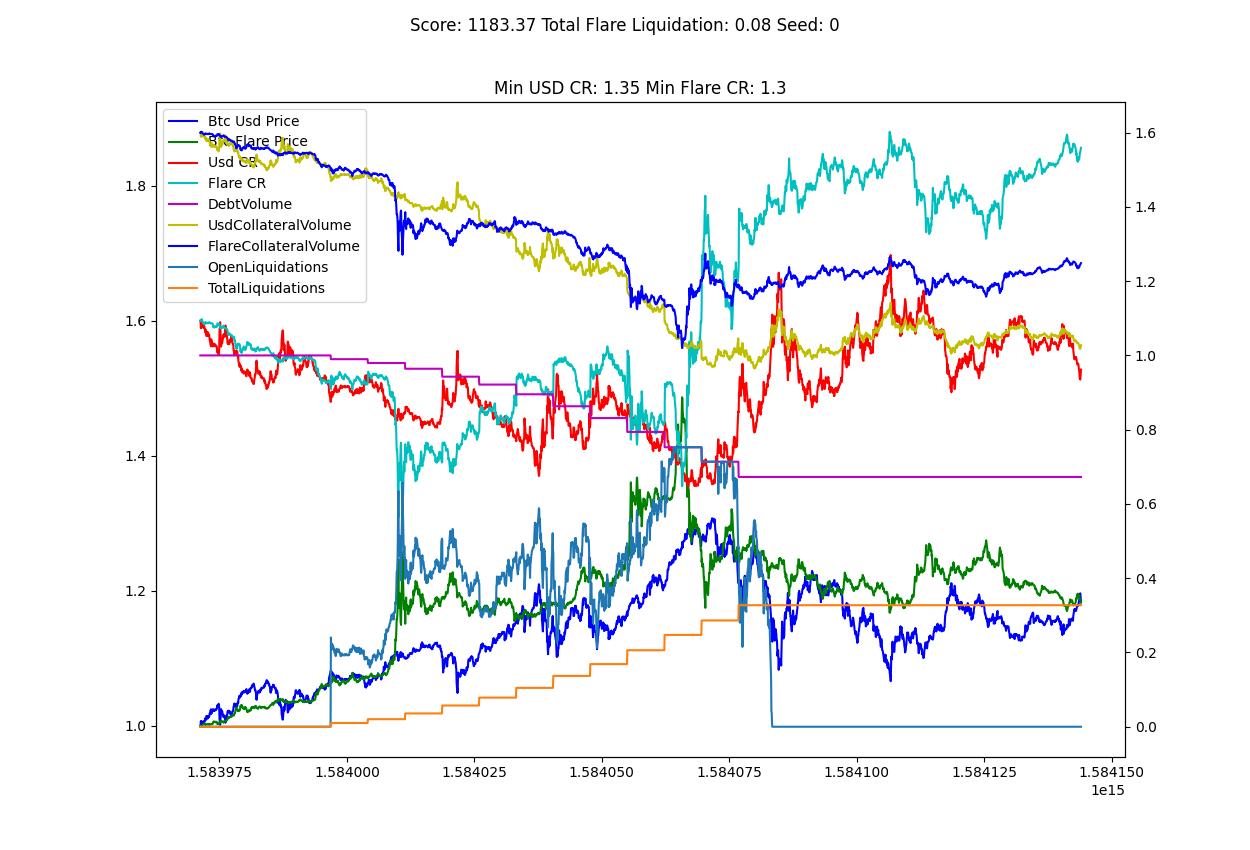 Score: 1183.37 Total Flare Liquidation: 0.08 Seed: 0
Min USD CR: 1.35 Min Flare CR: 1.3
Btc Usd Price
Btc Flare Price
Usd CR
Flare CR
DebtVolume
UsdCollateralVolume
FlareCollateralVolume
OpenLiquidations
TotalLiquidations
1.8
1.6
1.4
1.2
1.0
1.6
1.4
1.2
1.0
0.8
0.6
0.4
0.2
0.0
1.583975
1.584000
1.584025
1.584050
1.584075
1.584100
1.584125
1.584150
1e15